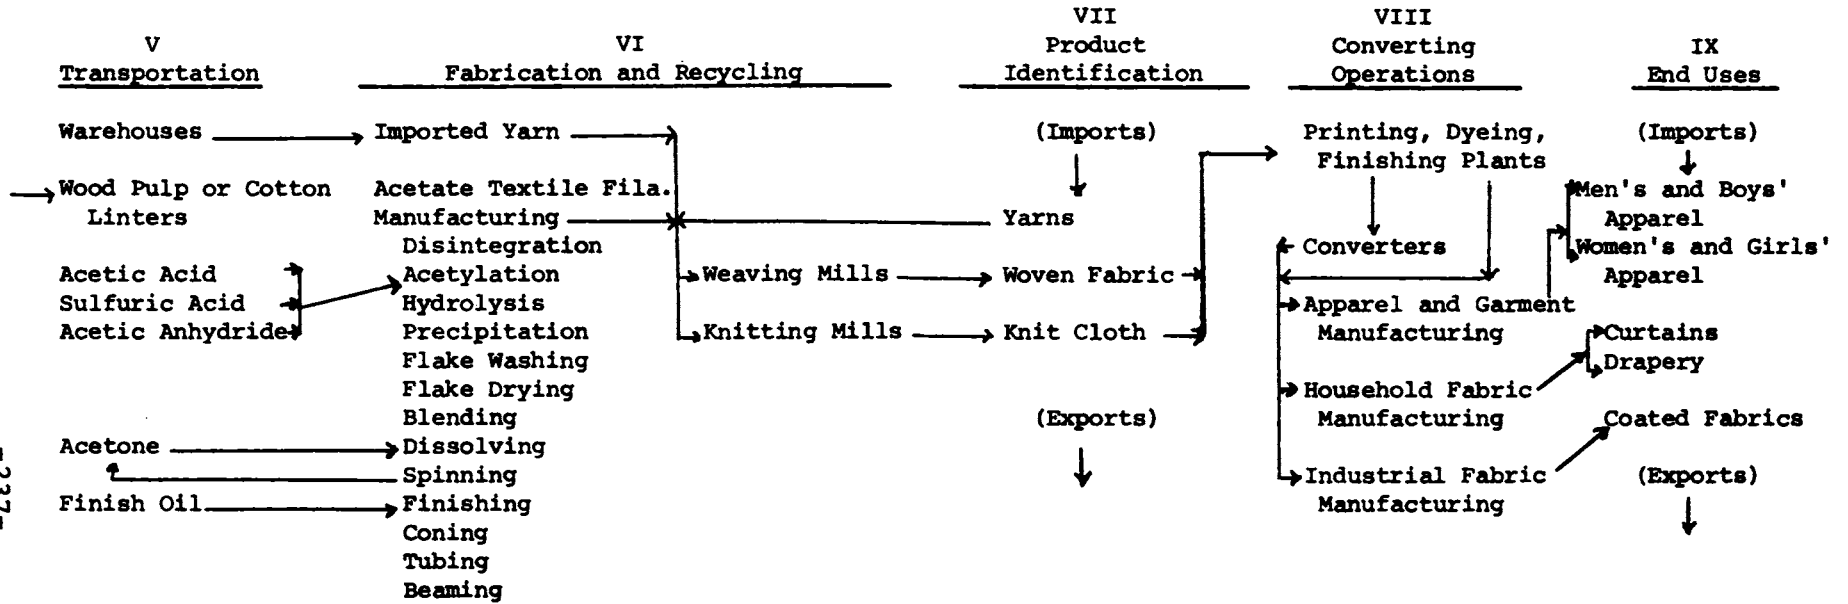 V
Transportation
VI
Fabrication and Recycling
VII
Product
Identification
VIII
Converting
Operations
IX
End Uses
Warehouses
Wood Pulp or Cotton
Linters
Acetic Acid
Sulfuric Acid
Acetic Anhydride
Acetone
Finish Oil
Imported Yarn
Acetate Textile Fila.
Manufacturing
Disintegration
Acetylation
Hydrolysis
Precipitation
Flake Washing
Flake Drying
Blending
Dissolving
Spinning
Finishing
Coning
Tubing
Beaming
Weaving Mills
Knitting Mills
(Imports)
Yarns
Woven Fabric
Knit Cloth
(Exports)
Printing, Dyeing,
Finishing Plants
Converters
Apparel and Garment
Manufacturing
Household Fabric
Manufacturing
Industrial Fabric
Manufacturing
(Imports)
Men's and Boys'
Apparel
Women's and Girls'
Apparel
Curtains
Drapery
Coated Fabrics
(Exports)
-237-